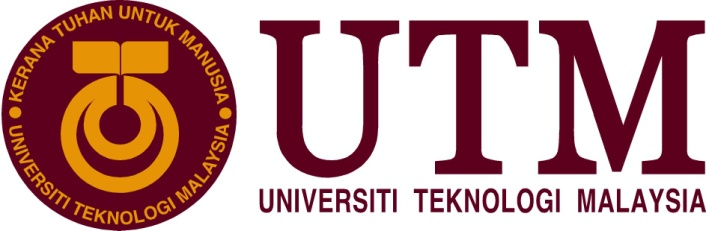 KERANA TUHAN UNTUK MANUSIA
UNIVERSITI TEKNOLOGI MALAYSIA
UTM
UNIVERSITI TEKNOLOGI MALAYSIA